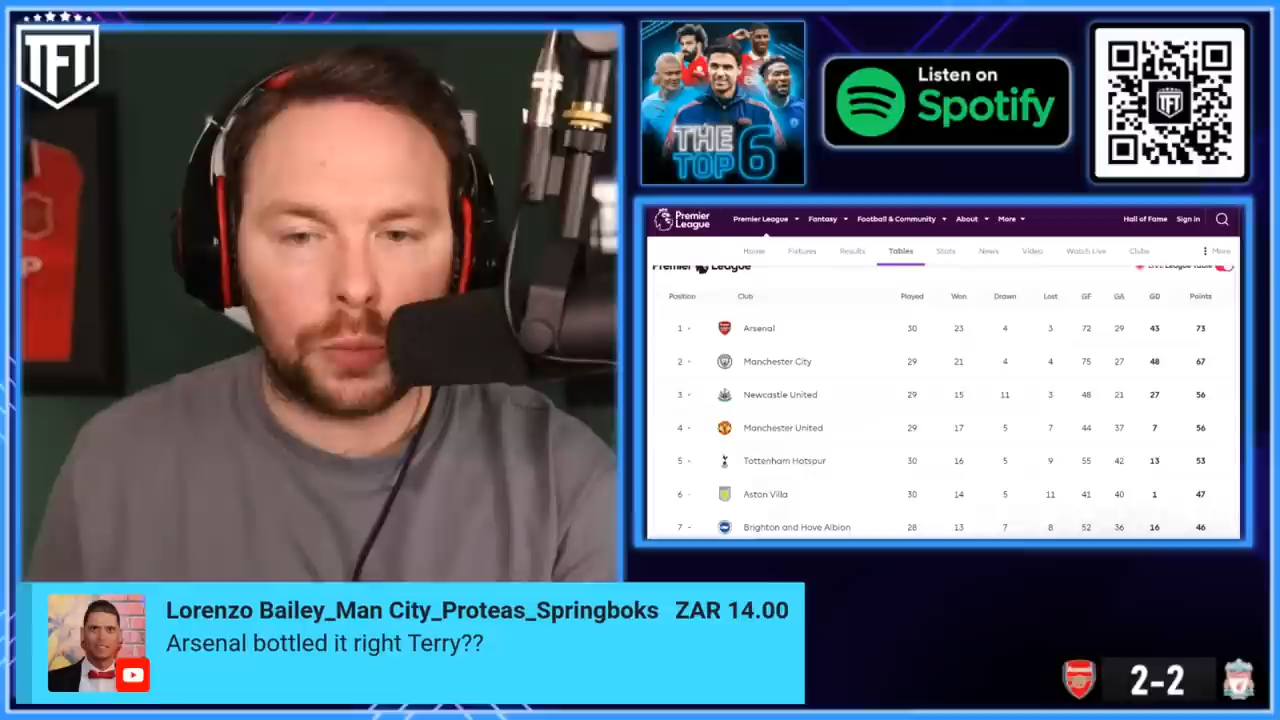 TFT
THE
TOP 6
Listen on
Spotify
TFT
Premier
League
Premier League Fantasy Football & Community About More
Hall of Fame Sign in
Home Fixtures Results Tables Stats News Video Watch Live Clubs More
Premier League
LIVE League Table
Position Club Played Won Drawn Lost GF GA GD Points
1 Arsenal 30 23 4 3 72 29 43 73
2 Manchester City 29 21 4 4 75 27 48 67
3 Newcastle United 29 15 11 3 48 21 27 56
4 Manchester United 29 17 5 7 44 37 7 56
5 Tottenham Hotspur 30 16 5 9 55 42 13 53
6 Aston Villa 30 14 5 11 41 40 1 47
7 Brighton and Hove Albion 28 13 7 8 52 36 16 46
Lorenzo Bailey_Man City_Proteas_Springboks ZAR 14.00
Arsenal bottled it right Terry??
2-2